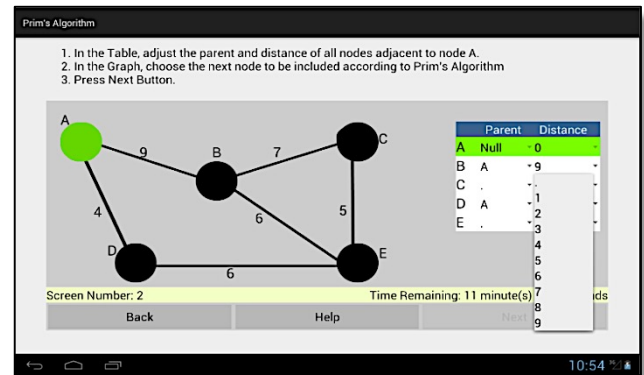 Prim's Algorithm
1. In the Table, adjust the parent and distance of all nodes adjacent to node A.
2. In the Graph, choose the next node to be included according to Prim's Algorithm
3. Press Next Button.
A
9
B
7
C
4
6
5
D
6
E
Parent Distance
A Null 0
B A 9
C .
D A
E .
.
1
2
3
4
5
6
7
8
9
Screen Number: 2
Time Remaining: 11 minute(s)
Back
Help
Next
10:54